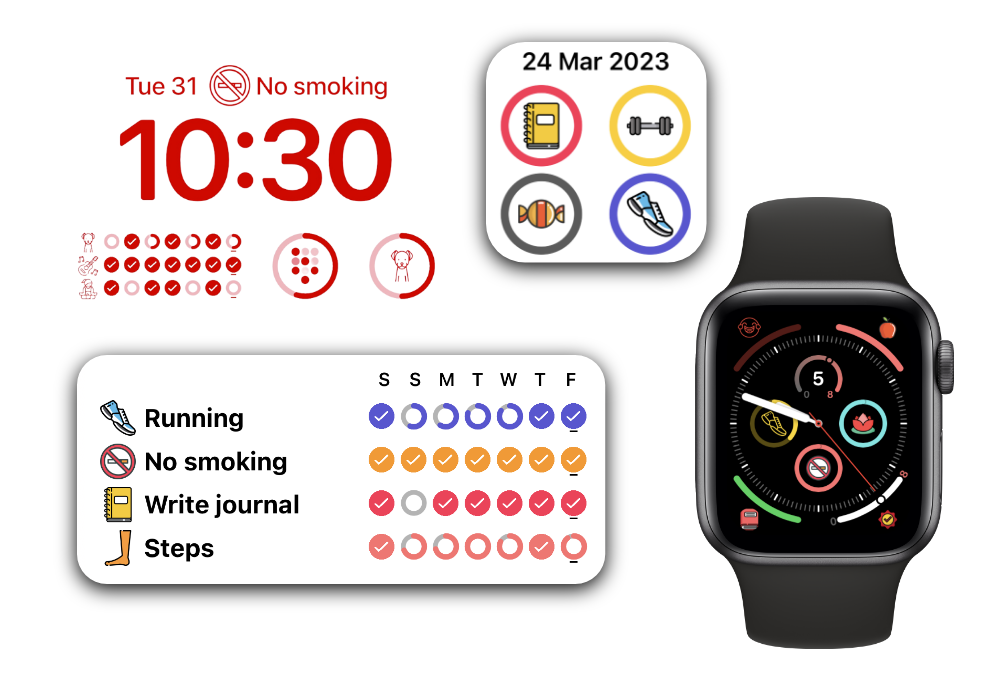 Tue 31 No smoking
10:30
24 Mar 2023
S S M T W T F
Running
No smoking
Write journal
Steps
5
0 8
8
0